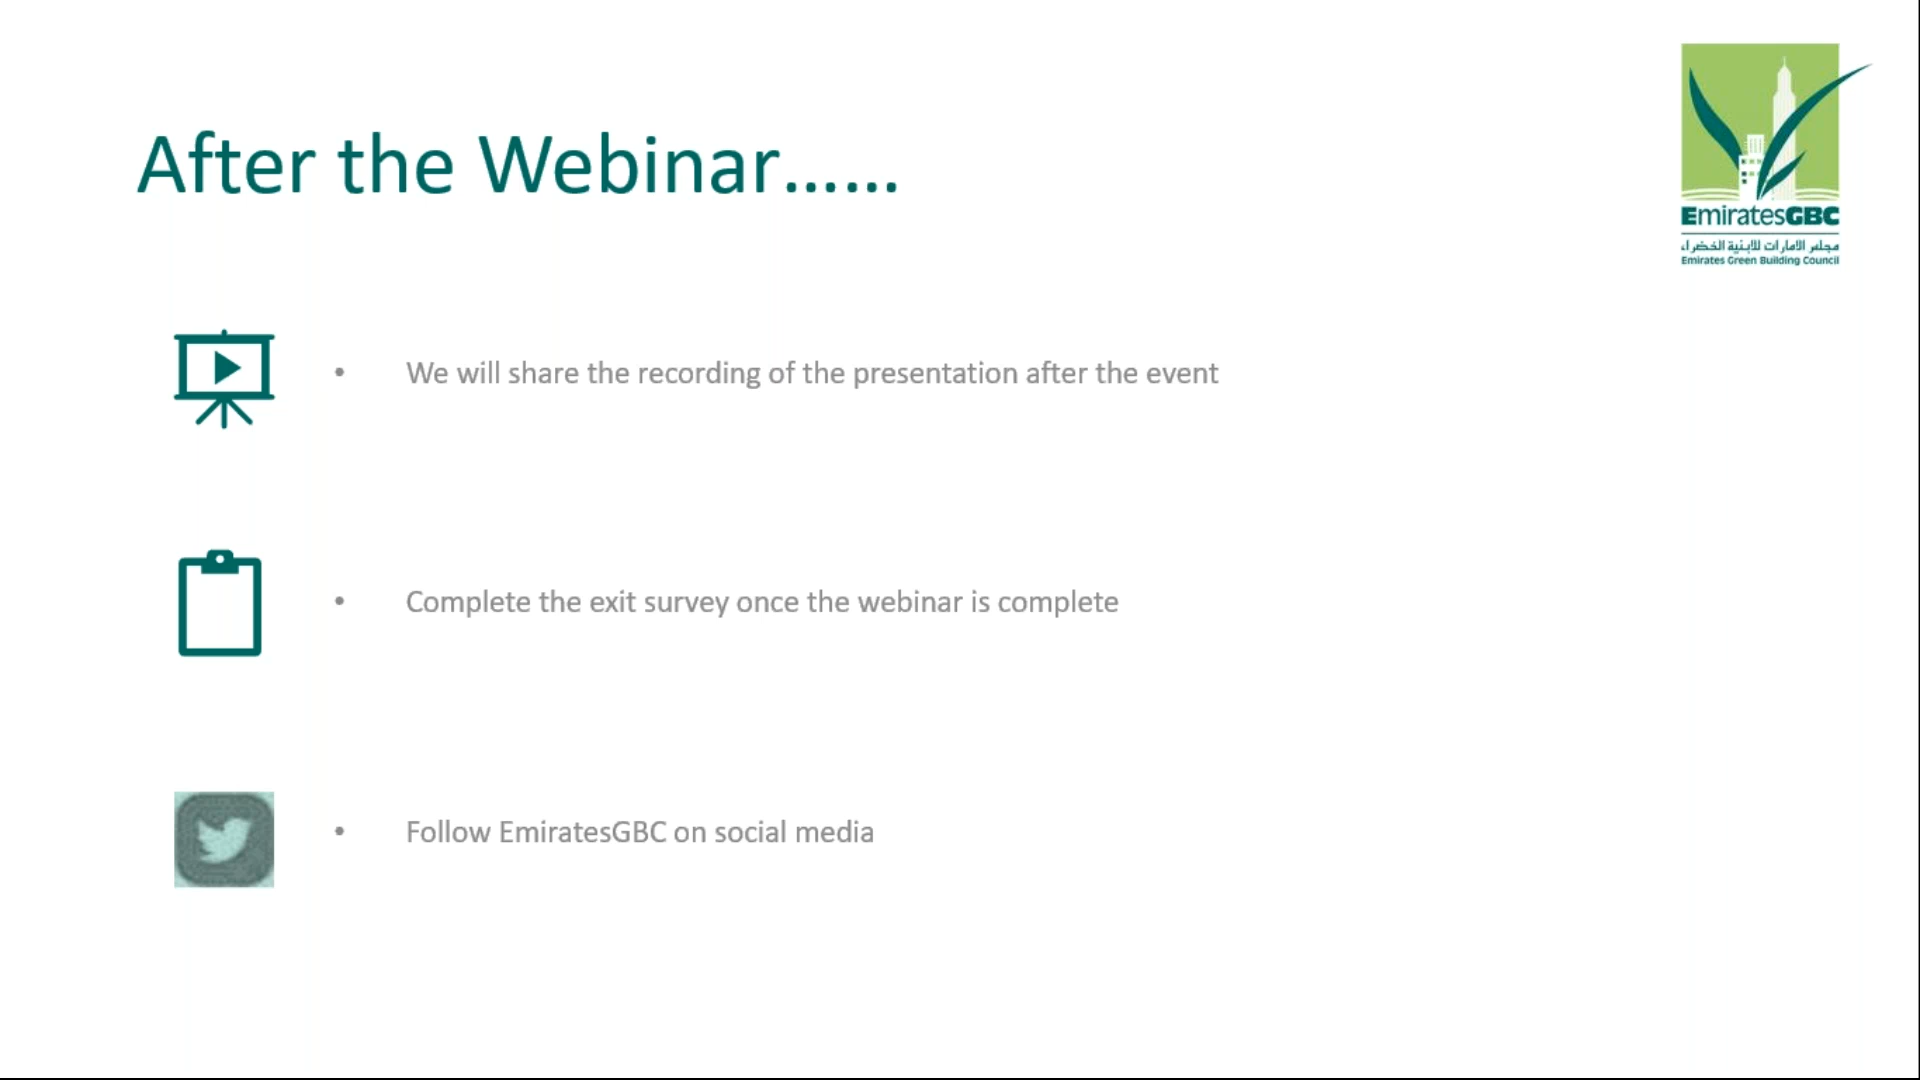 After the Webinar......
EmiratesGBC
مجلس الامارات للابنية الخضراء
Emirates Green Building Council
• We will share the recording of the presentation after the event
• Complete the exit survey once the webinar is complete
• Follow EmiratesGBC on social media